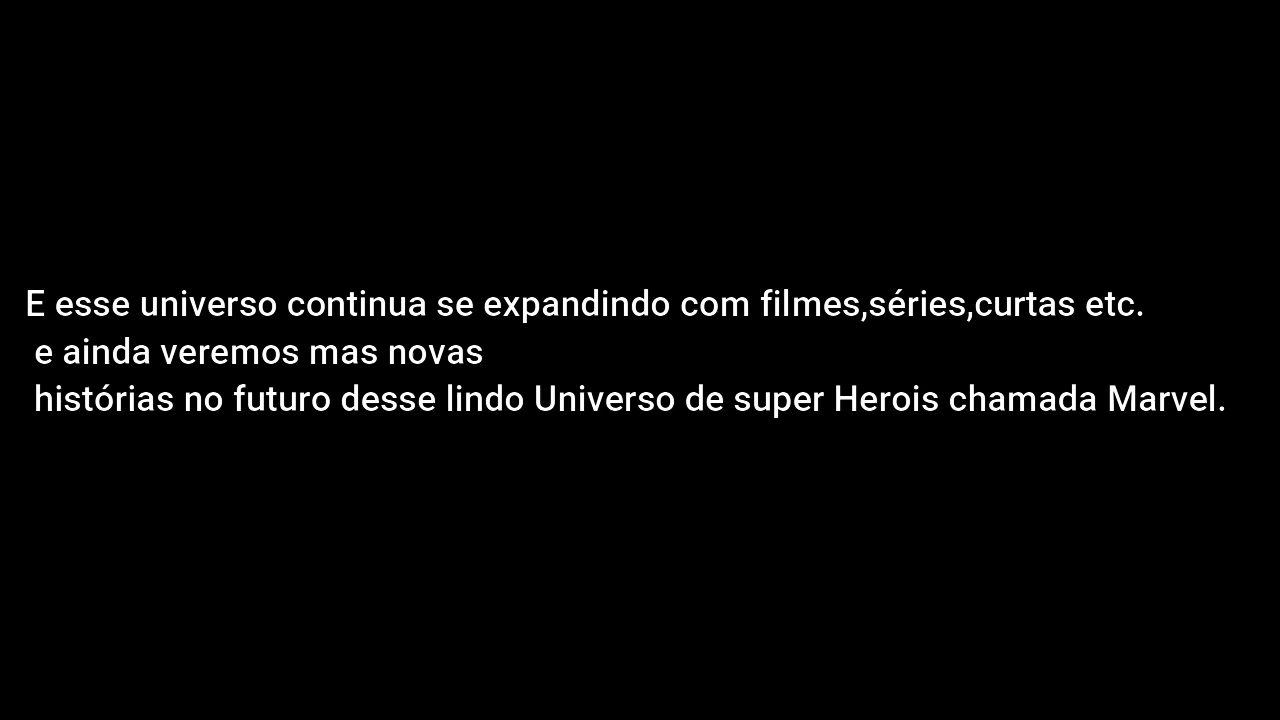 E esse universo continua se expandindo com filmes,séries,curtas etc.
e ainda veremos mas novas
histórias no futuro desse lindo Universo de super Herois chamada Marvel.